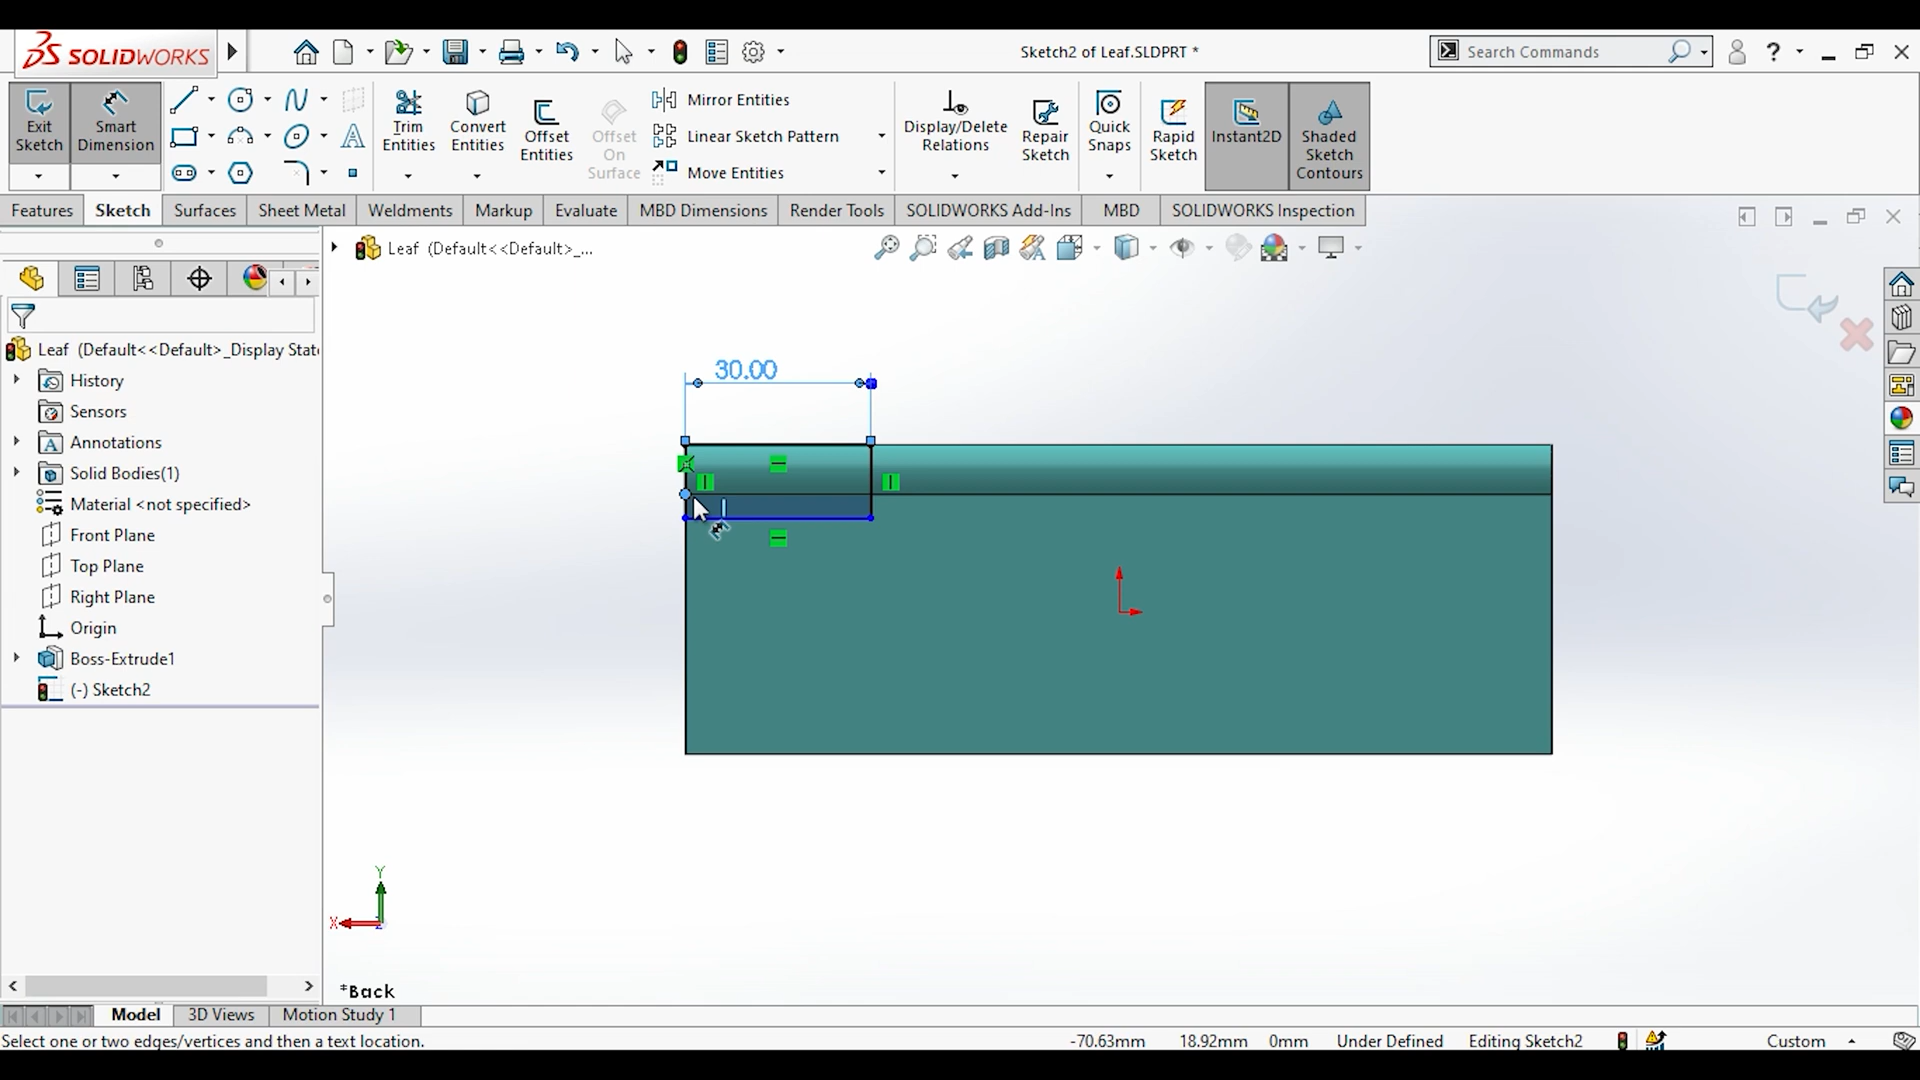 SOLIDWORKS
Sketch2 of Leaf.SLDPRT *
Search Commands
?
Exit Sketch
Smart Dimension
Trim Entities
Convert Entities
Offset Entities
Offset On Surface
Mirror Entities
Linear Sketch Pattern
Move Entities
Display/Delete Relations
Repair Sketch
Quick Snaps
Rapid Sketch
Instant2D
Shaded Sketch Contours
Features
Sketch
Surfaces
Sheet Metal
Weldments
Markup
Evaluate
MBD Dimensions
Render Tools
SOLIDWORKS Add-Ins
MBD
SOLIDWORKS Inspection
Leaf (Default<<Default>_...
Leaf (Default<<Default>_Display Stat
History
Sensors
Annotations
Solid Bodies(1)
Material <not specified>
Front Plane
Top Plane
Right Plane
Origin
Boss-Extrude1
(-) Sketch2
30.00
Y
X
Z
*Back
Model
3D Views
Motion Study 1
Select one or two edges/vertices and then a text location.
-70.63mm
18.92mm
0mm
Under Defined
Editing Sketch2
Custom